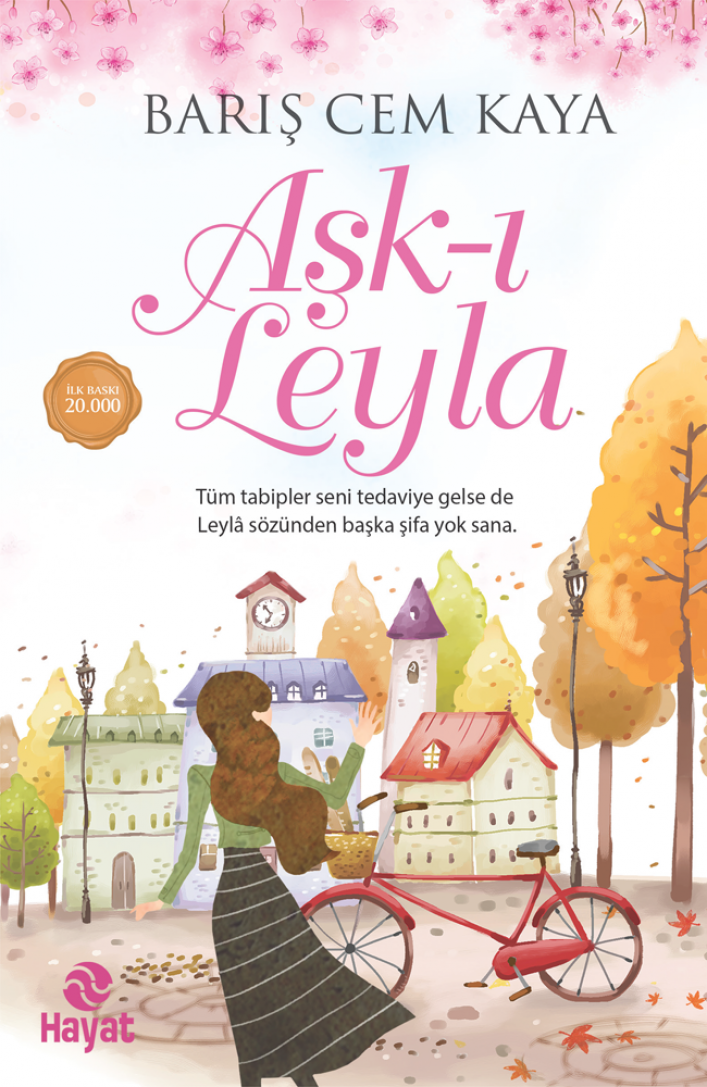 BARIŞ CEM KAYA
Aşk-ı
Leyla
İLK BASKI
20.000
Tüm tabipler seni tedaviye gelse de
Leylâ sözünden başka şifa yok sana.
Hayat